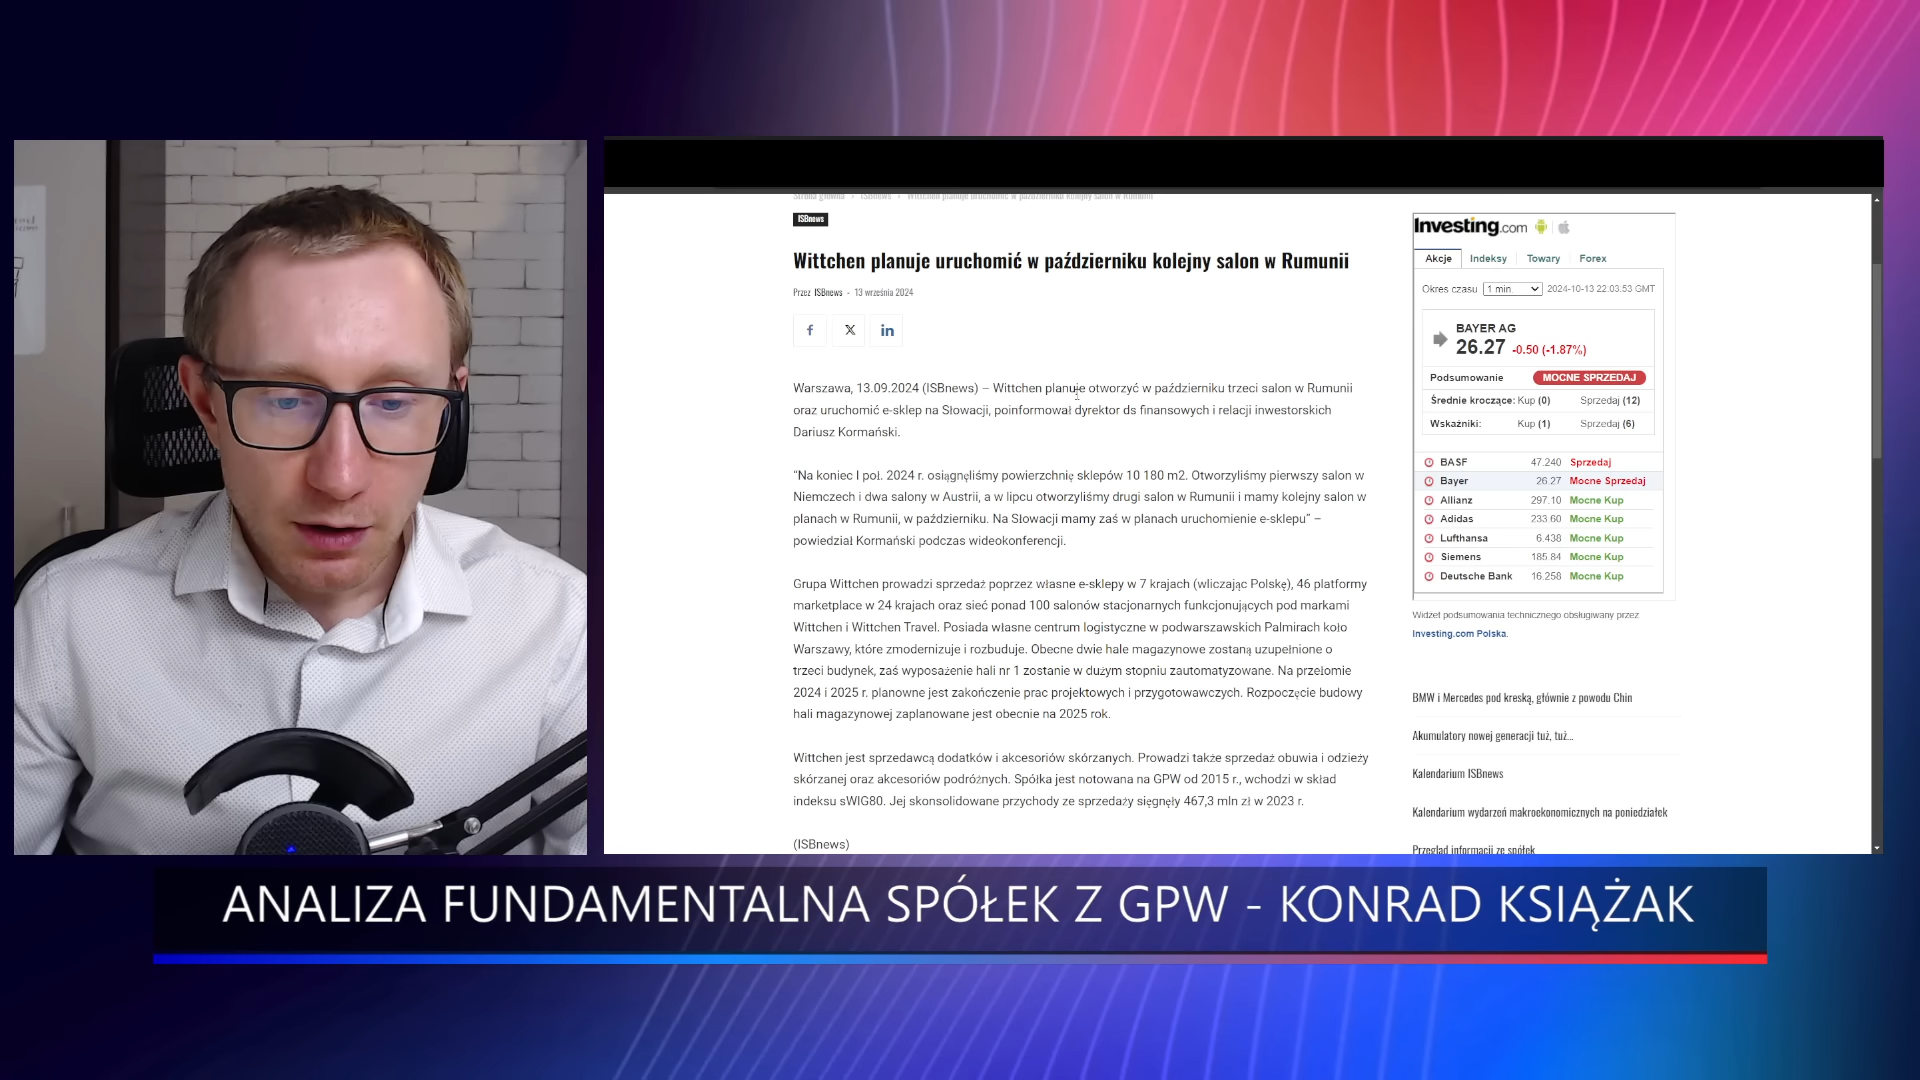 Strona główna › ISBnews › Wittchen planuje uruchomić w październiku kolejny salon w Rumunii
ISBnews
Wittchen planuje uruchomić w październiku kolejny salon w Rumunii
Przez ISBnews - 13 września 2024
Warszawa, 13.09.2024 (ISBnews) – Wittchen planuje otworzyć w październiku trzeci salon w Rumunii
oraz uruchomić e-sklep na Słowacji, poinformował dyrektor ds finansowych i relacji inwestorskich
Dariusz Kormański.
“Na koniec I poł. 2024 r. osiągnęliśmy powierzchnię sklepów 10 180 m2. Otworzyliśmy pierwszy salon w
Niemczech i dwa salony w Austrii, a w lipcu otworzyliśmy drugi salon w Rumunii i mamy kolejny salon w
planach w Rumunii, w październiku. Na Słowacji mamy zaś w planach uruchomienie e-sklepu” –
powiedział Kormański podczas wideokonferencji.
Grupa Wittchen prowadzi sprzedaż poprzez własne e-sklepy w 7 krajach (wliczając Polskę), 46 platformy
marketplace w 24 krajach oraz sieć ponad 100 salonów stacjonarnych funkcjonujących pod markami
Wittchen i Wittchen Travel. Posiada własne centrum logistyczne w podwarszawskich Palmirach koło
Warszawy, które zmodernizuje i rozbuduje. Obecne dwie hale magazynowe zostaną uzupełnione o
trzeci budynek, zaś wyposażenie hali nr 1 zostanie w dużym stopniu zautomatyzowane. Na przełomie
2024 i 2025 r. planowne jest zakończenie prac projektowych i przygotowawczych. Rozpoczęcie budowy
hali magazynowej zaplanowane jest obecnie na 2025 rok.
Wittchen jest sprzedawcą dodatków i akcesoriów skórzanych. Prowadzi także sprzedaż obuwia i odzieży
skórzanej oraz akcesoriów podróżnych. Spółka jest notowana na GPW od 2015 r., wchodzi w skład
indeksu sWIG80. Jej skonsolidowane przychody ze sprzedaży sięgnęły 467,3 mln zł w 2023 r.
(ISBnews)
Investing.com
Akcje Indeksy Towary Forex
Okres czasu 1 min. 2024-10-13 22:03:53 GMT
BAYER AG
26.27 -0.50 (-1.87%)
Podsumowanie MOCNE SPRZEDAJ
Średnie kroczące: Kup (0) Sprzedaj (12)
Wskaźniki: Kup (1) Sprzedaj (6)
BASF 47.240 Sprzedaj
Bayer 26.27 Mocne Sprzedaj
Allianz 297.10 Mocne Kup
Adidas 233.60 Mocne Kup
Lufthansa 6.438 Mocne Kup
Siemens 185.84 Mocne Kup
Deutsche Bank 16.258 Mocne Kup
Widżet podsumowania technicznego obsługiwany przez
Investing.com Polska.
BMW i Mercedes pod kreską, głównie z powodu Chin
Akumulatory nowej generacji tuż, tuż…
Kalendarium ISBnews
Kalendarium wydarzeń makroekonomicznych na poniedziałek
Przegląd informacji ze spółek
ANALIZA FUNDAMENTALNA SPÓŁEK Z GPW - KONRAD KSIĄŻAK